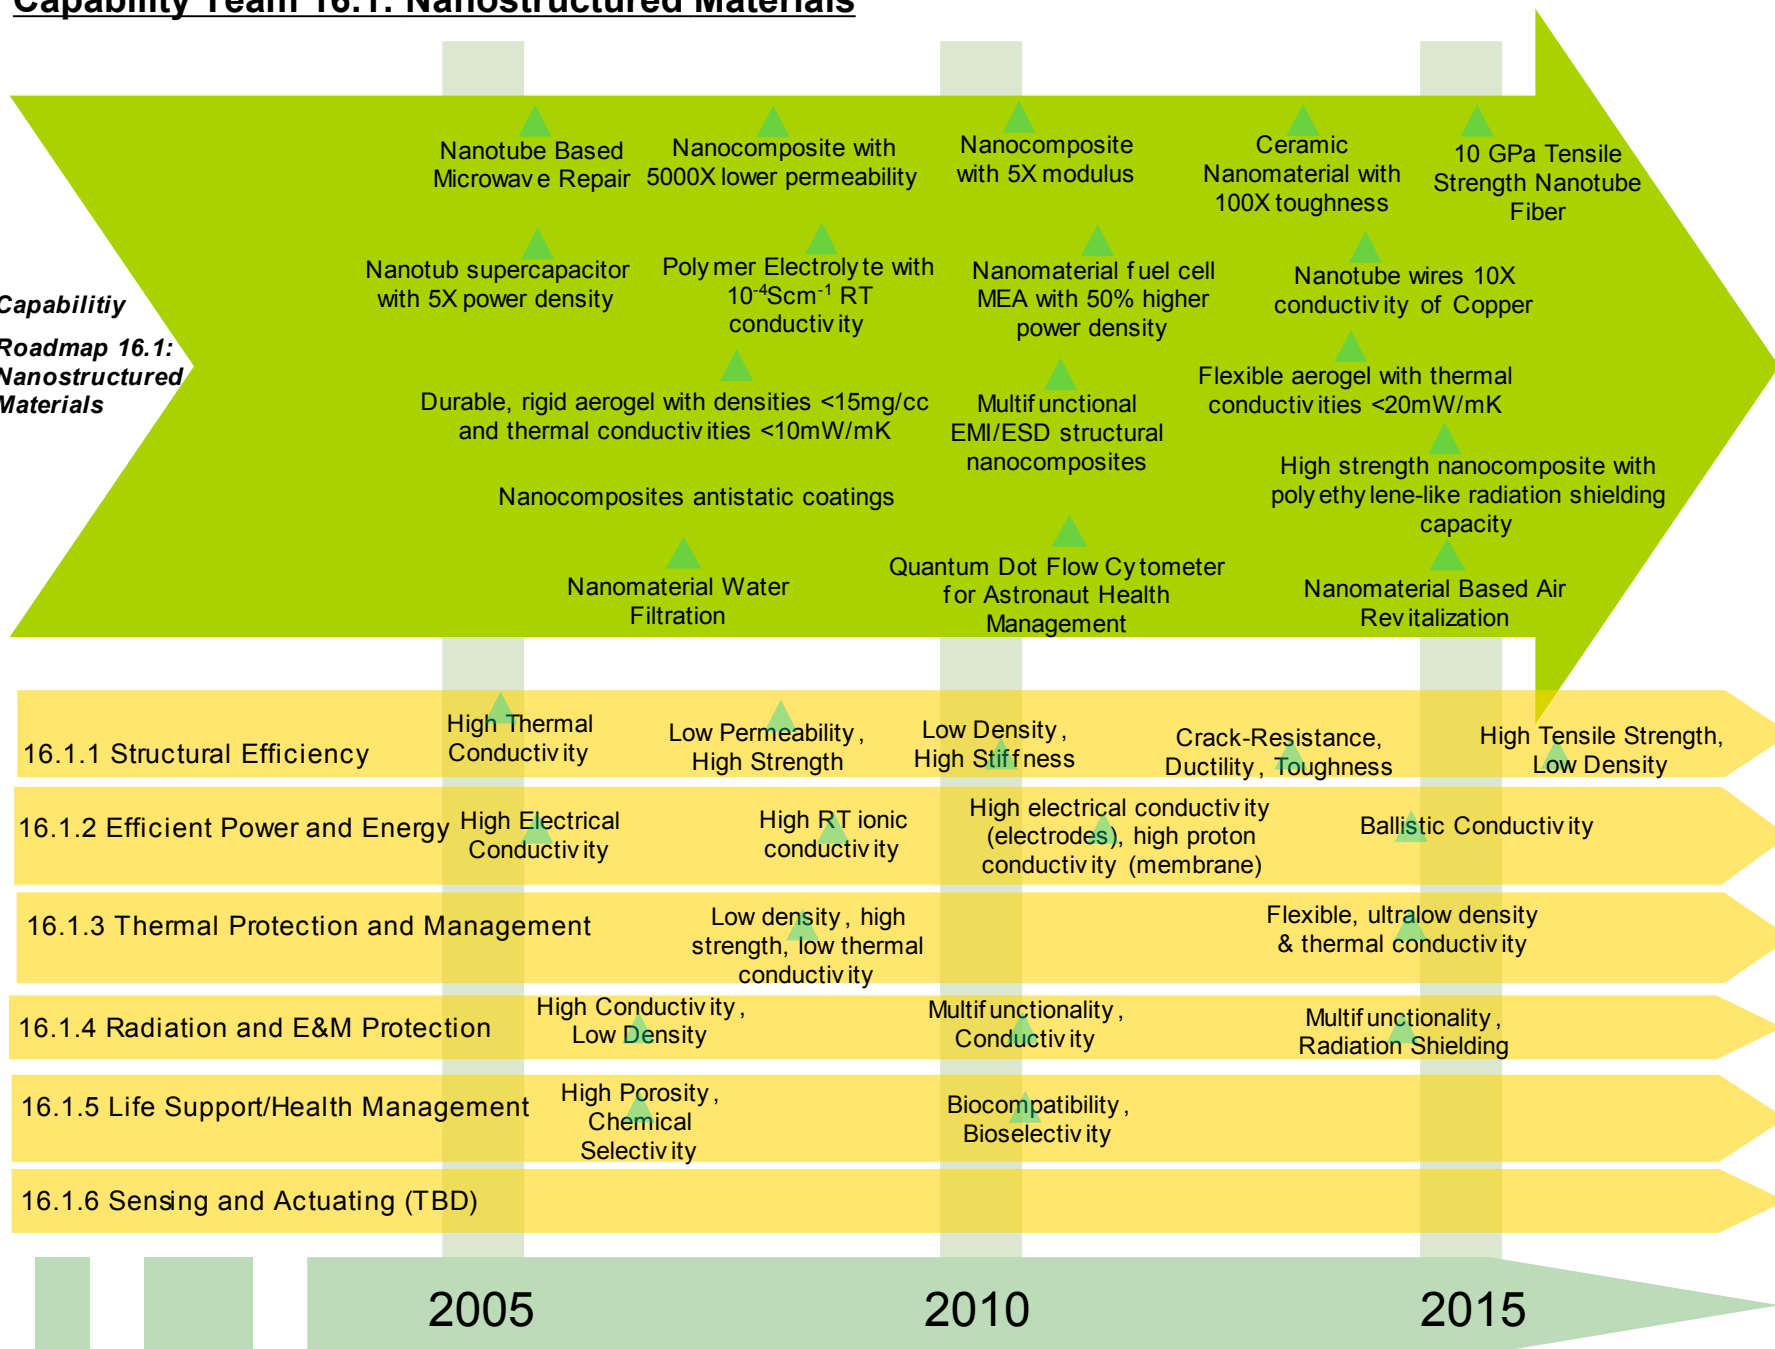 Capability Team 16.1: Nanostructured Materials
Nanotube Based
Microwave Repair
Nanocomposite with
5000X lower permeability
Nanocomposite
with 5X modulus
Ceramic
Nanomaterial with
100X toughness
10 GPa Tensile
Strength Nanotube
Fiber
Nanotub supercapacitor
with 5X power density
Polymer Electrolyte with
10⁻⁴Scm⁻¹ RT
conductivity
Nanomaterial fuel cell
MEA with 50% higher
power density
Nanotube wires 10X
conductivity of Copper
Capabilitiy
Roadmap 16.1:
Nanostructured
Materials
Durable, rigid aerogel with densities <15mg/cc
and thermal conductivities <10mW/mK
Multifunctional
EMI/ESD structural
nanocomposites
Flexible aerogel with thermal
conductivities <20mW/mK
High strength nanocomposite with
polyethylene-like radiation shielding
capacity
Nanocomposites antistatic coatings
Nanomaterial Water
Filtration
Quantum Dot Flow Cytometer
for Astronaut Health
Management
Nanomaterial Based Air
Revitalization
16.1.1 Structural Efficiency
High Thermal
Conductivity
Low Permeability,
High Strength
Low Density,
High Stiffness
Crack-Resistance,
Ductility, Toughness
High Tensile Strength,
Low Density
16.1.2 Efficient Power and Energy
High Electrical
Conductivity
High RT ionic
conductivity
High electrical conductivity
(electrodes), high proton
conductivity (membrane)
Ballistic Conductivity
16.1.3 Thermal Protection and Management
Low density, high
strength, low thermal
conductivity
Flexible, ultralow density
& thermal conductivity
16.1.4 Radiation and E&M Protection
High Conductivity,
Low Density
Multifunctionality,
Conductivity
Multifunctionality,
Radiation Shielding
16.1.5 Life Support/Health Management
High Porosity,
Chemical
Selectivity
Biocompatibility,
Bioselectivity
16.1.6 Sensing and Actuating (TBD)
2005
2010
2015